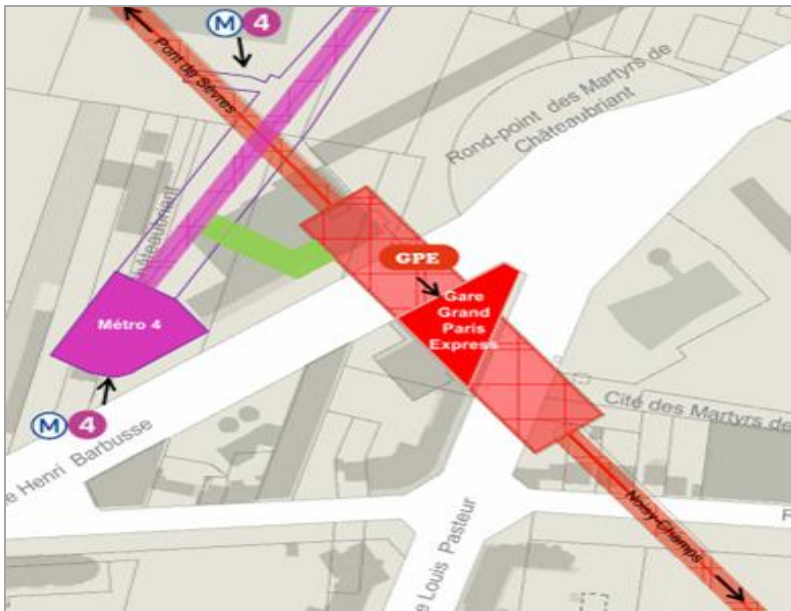 M 4
Pont de Sèvres
Rond-point des Martyrs de
Châteaubriant
Châteaubriant
GPE
Gare
Grand
Paris
Express
Métro 4
M 4
Cité des Martyrs de
e Henri Barbusse
Noisy-Champs
e Louis Pasteur